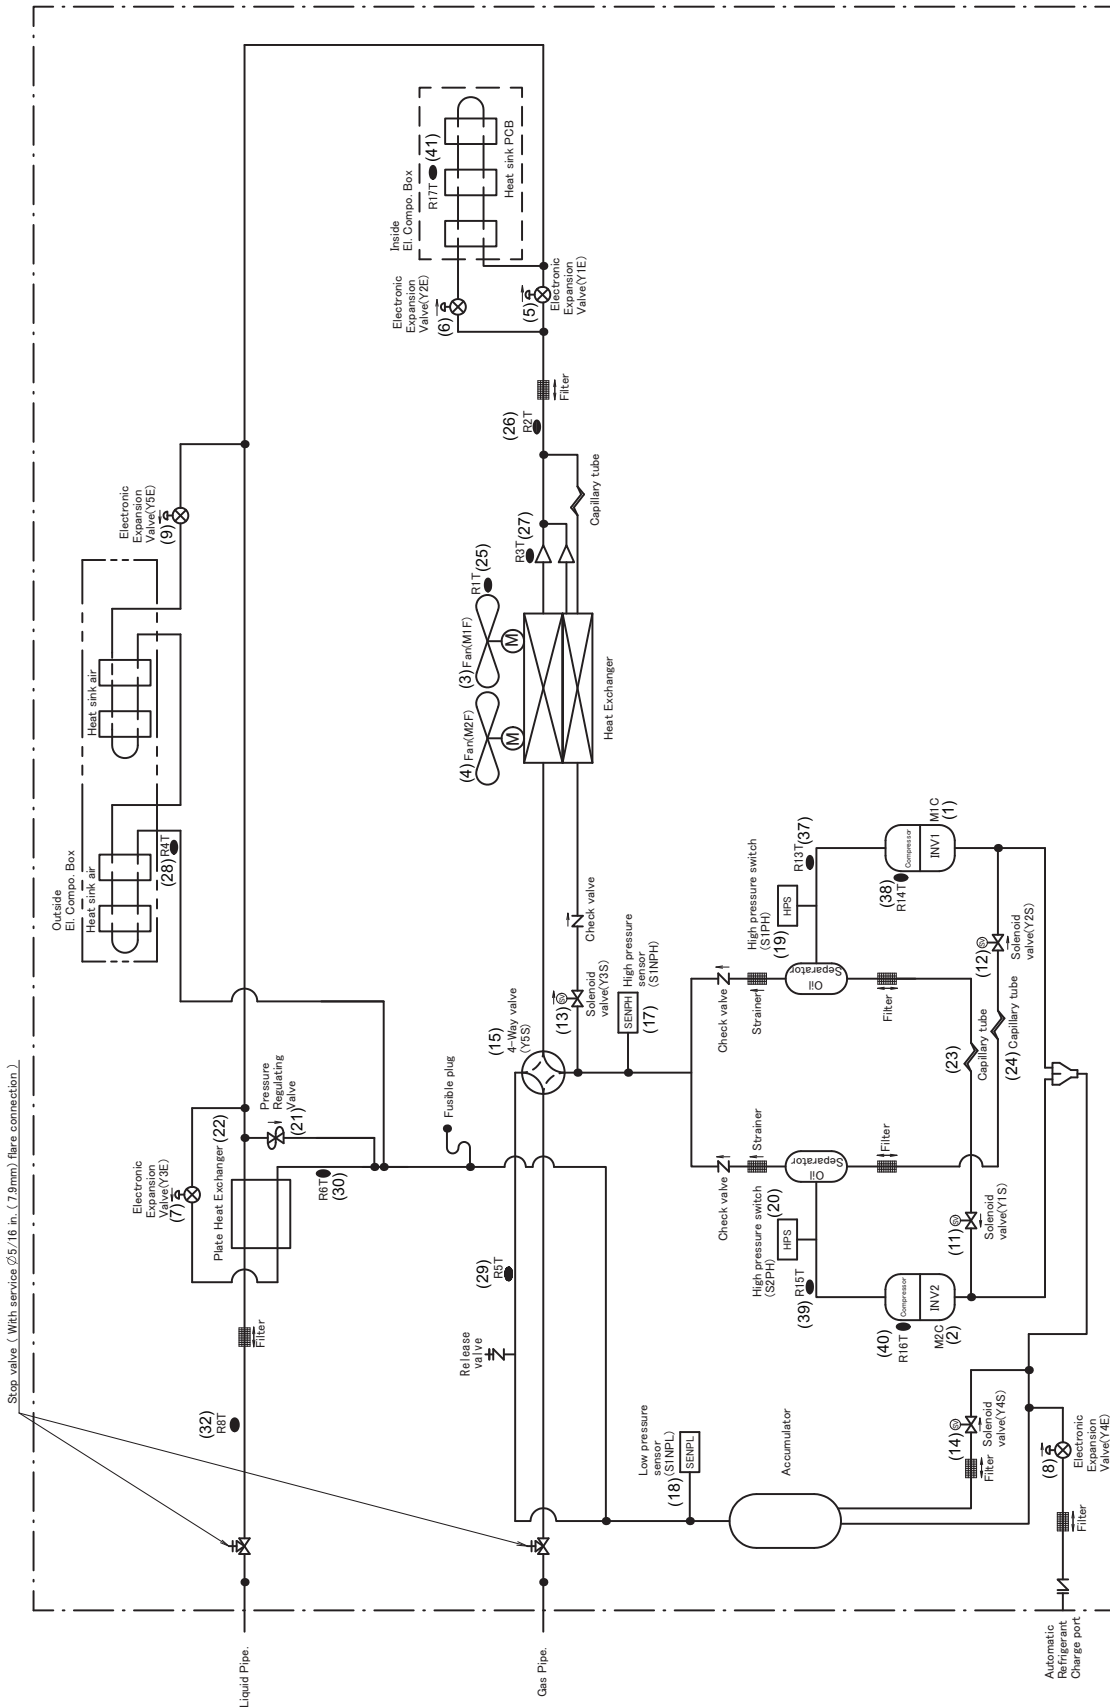 Stop valve ( With service ∅5/16 in. ( 7.9mm) flare connection )
Outside
El. Compo. Box
Heat sink air
(28) R4T
Heat sink air
Electronic
Expansion
Valve(Y5E)
(9)
Inside
El. Compo. Box
R17T (41)
Heat sink PCB
Electronic
Expansion
Valve(Y2E)
(6)
(5)
Electronic
Expansion
Valve(Y1E)
Filter
(26)
R2T
Capillary tube
R3T (27)
R1T (25)
(3) Fan(M1F)
M
(4) Fan(M2F)
M
Heat Exchanger
Check valve
(13)
SV
Solenoid
valve(Y3S)
High pressure
sensor
(S1NPH)
SENPH
(17)
(15)
4-Way valve
(Y5S)
Fusible plug
Pressure
Regulating
Valve
(21)
Electronic
Expansion
Valve(Y3E)
(7)
Plate Heat Exchanger (22)
R6T
(30)
Filter
(32)
R8T
(29)
R5T
Release
valve
Liquid Pipe.
Gas Pipe.
Low pressure
sensor
(S1NPL)
(18)
SENPL
Accumulator
Check valve
Strainer
Oil
Separator
Filter
High pressure switch
(S1PH)
(19)
HPS
R13T (37)
Compressor
INV1
M1C
(1)
(38)
R14T
(12)
SV
Solenoid
valve(Y2S)
(23)
Capillary tube
(24) Capillary tube
Check valve
Strainer
Oil
Separator
Filter
High pressure switch
(S2PH)
(20)
HPS
(39) R15T
Compressor
INV2
M2C
(2)
(40)
R16T
(11)
SV
Solenoid
valve(Y1S)
(14)
SV
Solenoid
valve(Y4S)
Filter
(8)
Electronic
Expansion
Valve(Y4E)
Filter
Automatic
Refrigerant
Charge port